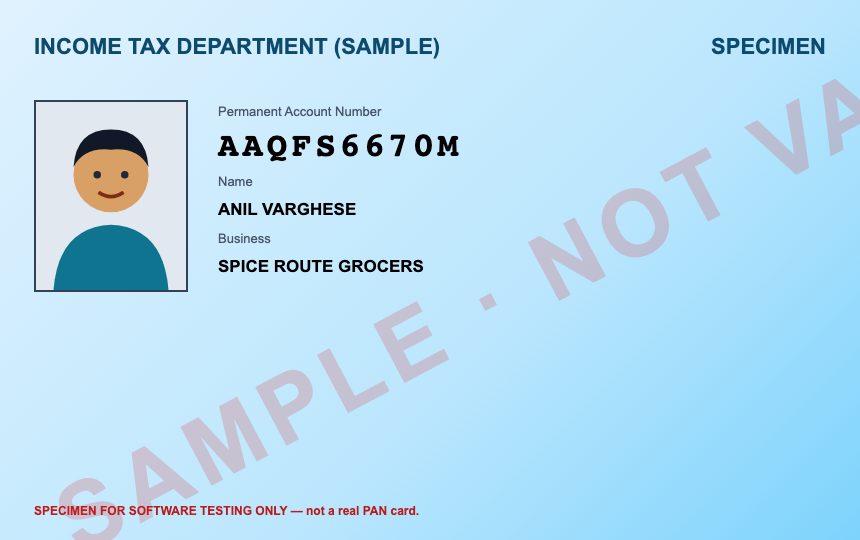 INCOME TAX DEPARTMENT (SAMPLE) SPECIMEN
Permanent Account Number
AAQFS6670M
Name
ANIL VARGHESE
Business
SPICE ROUTE GROCERS
SAMPLE · NOT VA
SPECIMEN FOR SOFTWARE TESTING ONLY — not a real PAN card.